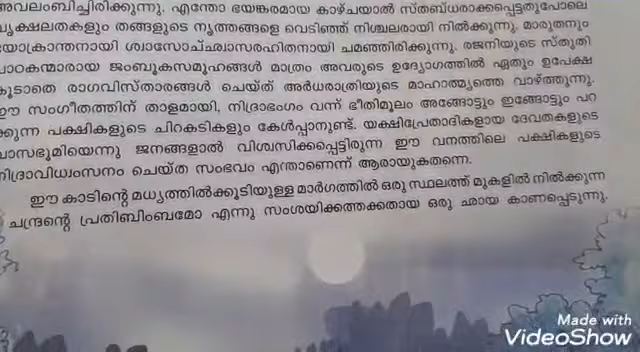 അവലംബിച്ചിരിക്കുന്നു. എന്തോ ഭയങ്കരമായ കാഴ്ചയാൽ സ്തബ്ധരാക്കപ്പെട്ടതുപോലെ
വൃക്ഷലതകളും തങ്ങളുടെ നൃത്തങ്ങളെ വെടിഞ്ഞ് നിശ്ചലരായി നിൽക്കുന്നു. മാരുതനും
യാക്രാന്തനായി ശ്വാസോച്ഛ്വാസരഹിതനായി ചമഞ്ഞിരിക്കുന്നു. രജനിയുടെ സ്തുതി
പാഠകന്മാരായ ജംബൂകസമൂഹങ്ങൾ മാത്രം അവരുടെ ഉദ്യോഗത്തിൽ ഏതും ഉപേക്ഷ
കൂടാതെ രാഗവിസ്താരങ്ങൾ ചെയ്ത് അർധരാത്രിയുടെ മാഹാത്മ്യത്തെ വാഴ്ത്തുന്നു.
ഈ സംഗീതത്തിന് താളമായി, നിദ്രാഭംഗം വന്ന് ഭീതിമൂലം അങ്ങോട്ടും ഇങ്ങോട്ടും പറ
ക്കുന്ന പക്ഷികളുടെ ചിറകടികളും കേൾപ്പാനുണ്ട്. യക്ഷിപ്രേതാദികളായ ദേവതകളുടെ
വാസഭൂമിയെന്നു ജനങ്ങളാൽ വിശ്വസിക്കപ്പെട്ടിരുന്ന ഈ വനത്തിലെ പക്ഷികളുടെ
നിദ്രാവിധ്വംസനം ചെയ്ത സംഭവം എന്താണെന്ന് ആരായുകതന്നെ.
ഈ കാടിന്റെ മധ്യത്തിൽക്കൂടിയുള്ള മാർഗത്തിൽ ഒരു സ്ഥലത്ത് മുകളിൽ നിൽക്കുന്ന
ചന്ദ്രന്റെ പ്രതിബിംബമോ എന്നു സംശയിക്കത്തക്കതായ ഒരു ഛായ കാണപ്പെടുന്നു.
Made with
VideoShow